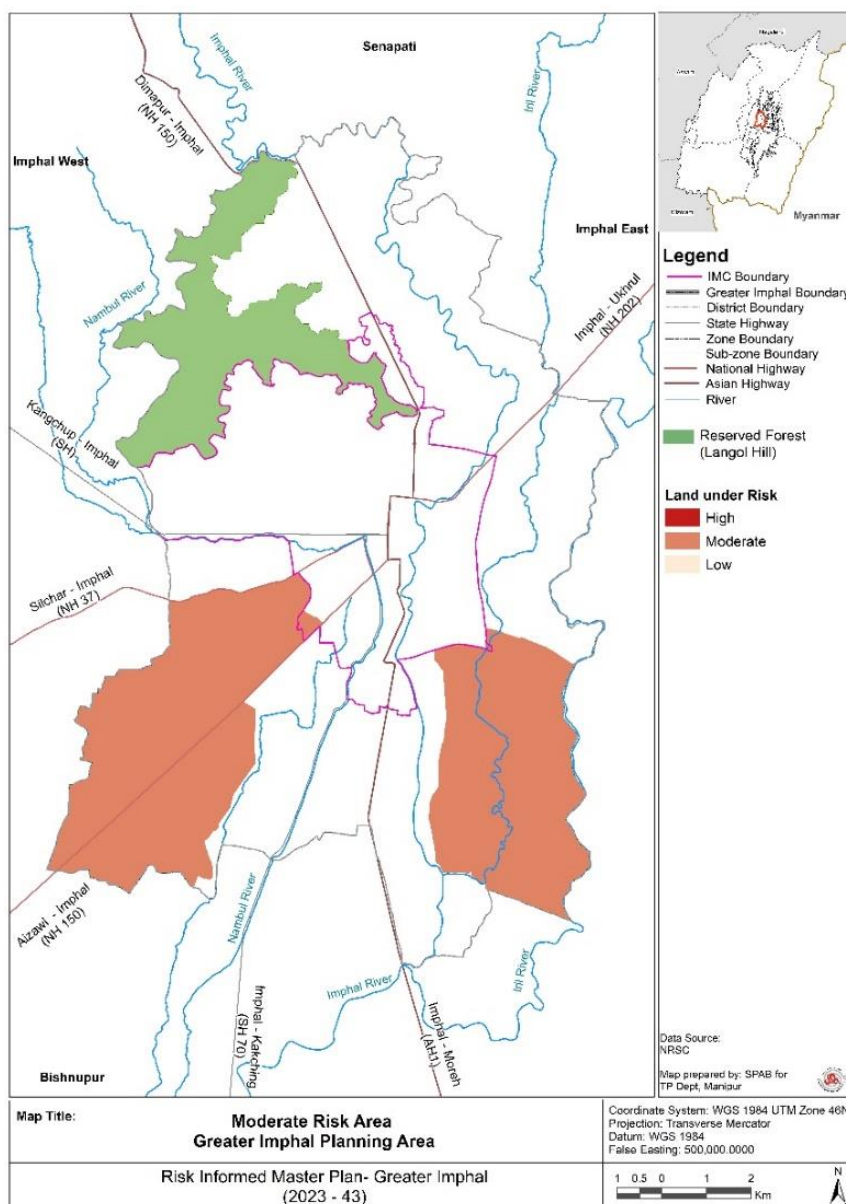 Senapati
Imphal River
Iril River
Dimapur - Imphal
(NH 150)
Imphal West
Imphal East
Nambul River
Imphal - Ukhrul
(NH 202)
Kangchup - Imphal
(SH)
Silchar - Imphal
(NH 37)
Aizawl - Imphal
(NH 150)
Nambul River
Imphal River
Iril River
Imphal - Kakching
(SH 70)
Imphal - Moreh
(AH1)
Bishnupur
Nagaland
Assam
Mizoram
Myanmar
Legend
IMC Boundary
Greater Imphal Boundary
District Boundary
State Highway
Zone Boundary
Sub-zone Boundary
National Highway
Asian Highway
River
Reserved Forest
(Langol Hill)
Land under Risk
High
Moderate
Low
Data Source:
NRSC
Map prepared by: SPAB for
TP Dept, Manipur
Map Title:
Moderate Risk Area
Greater Imphal Planning Area
Risk Informed Master Plan- Greater Imphal
(2023 - 43)
Coordinate System: WGS 1984 UTM Zone 46N
Projection: Transverse Mercator
Datum: WGS 1984
False Easting: 500,000.0000
1 0.5 0 1 2
Km
N